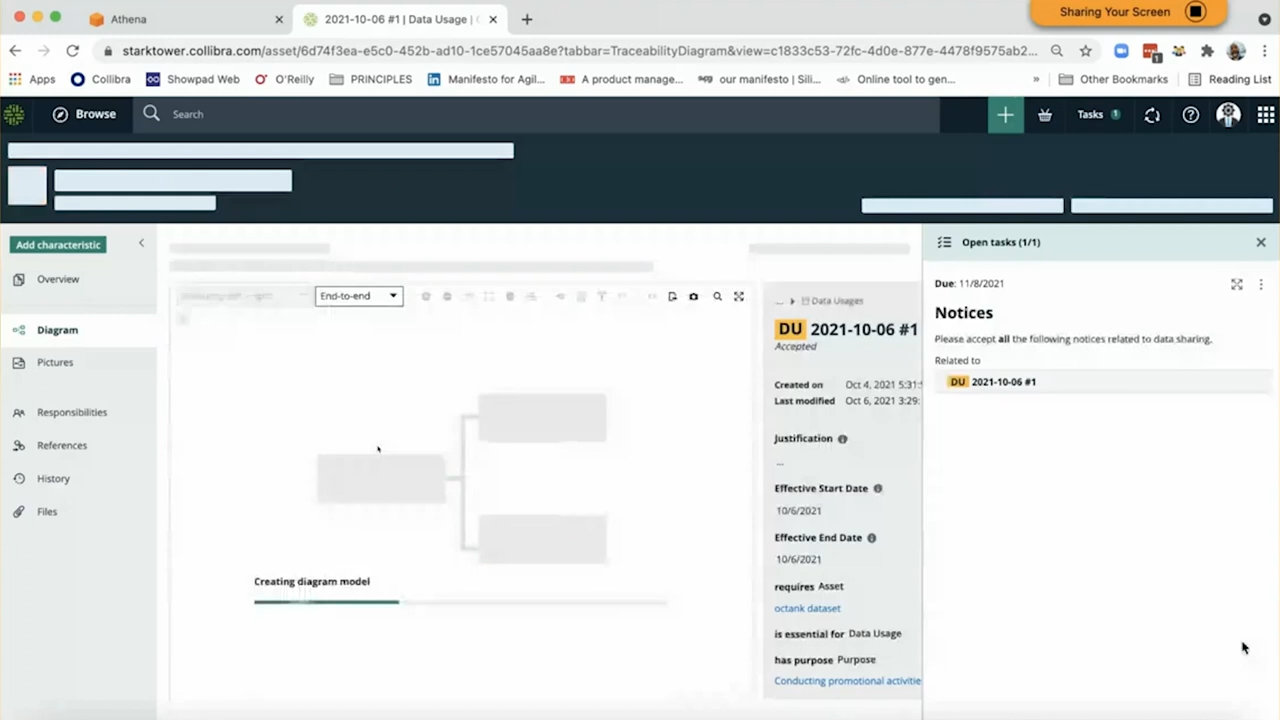 Sharing Your Screen
Athena
2021-10-06 #1 | Data Usage |
starktower.collibra.com/asset/6d74f3ea-e5c0-452b-ad10-1ce57045aa8e?tabbar=TraceabilityDiagram&view=c1833c53-72fc-4d0e-877e-4478f9575ab2...
Apps
Collibra
Showpad Web
O'Reilly
PRINCIPLES
Manifesto for Agil...
A product manage...
our manifesto | Sili...
Online tool to gen...
»
Other Bookmarks
Reading List
Browse
Search
Tasks 1
Add characteristic
Overview
Diagram
Pictures
Responsibilities
References
History
Files
End-to-end
Creating diagram model
... Data Usages
DU 2021-10-06 #1
Accepted
Created on Oct 4, 2021 5:31:
Last modified Oct 6, 2021 3:29:
Justification
...
Effective Start Date
10/6/2021
Effective End Date
10/6/2021
requires Asset
octank dataset
is essential for Data Usage
has purpose Purpose
Conducting promotional activitie
Open tasks (1/1)
Due: 11/8/2021
Notices
Please accept all the following notices related to data sharing.
Related to
DU 2021-10-06 #1